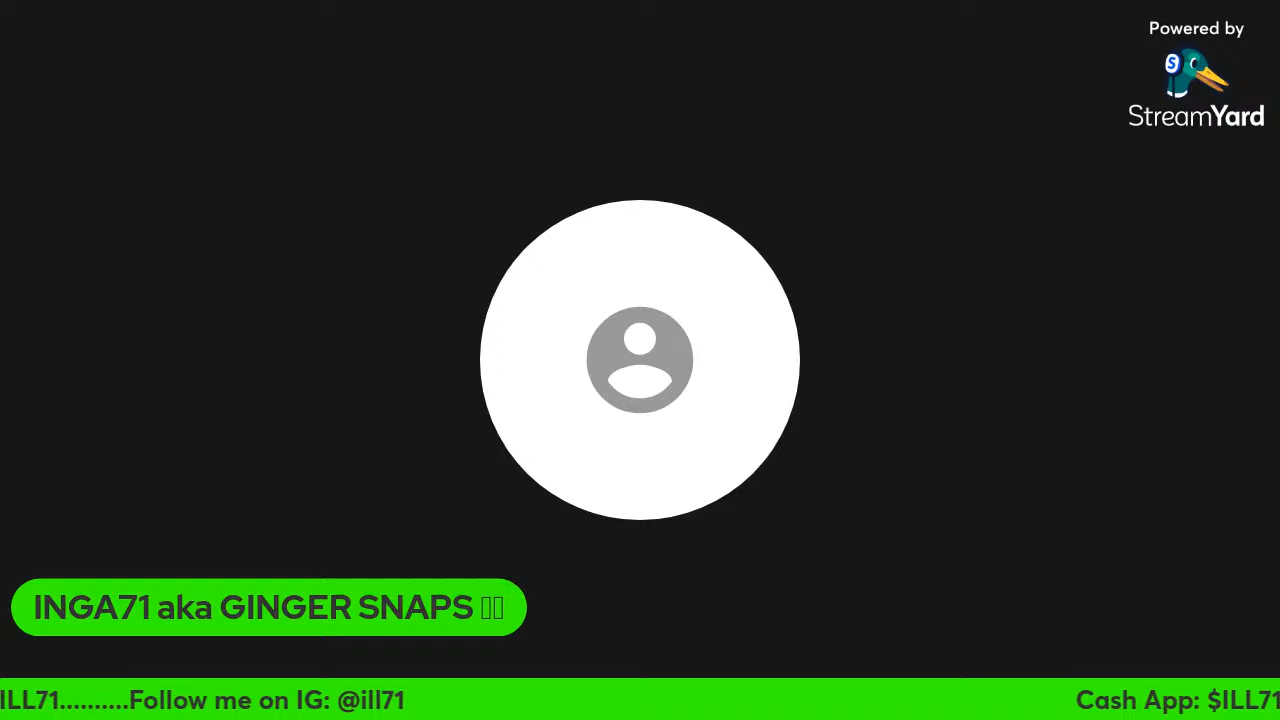 Powered by
S
StreamYard
INGA71 aka GINGER SNAPS
ILL71..........Follow me on IG: @ill71
Cash App: $ILL71